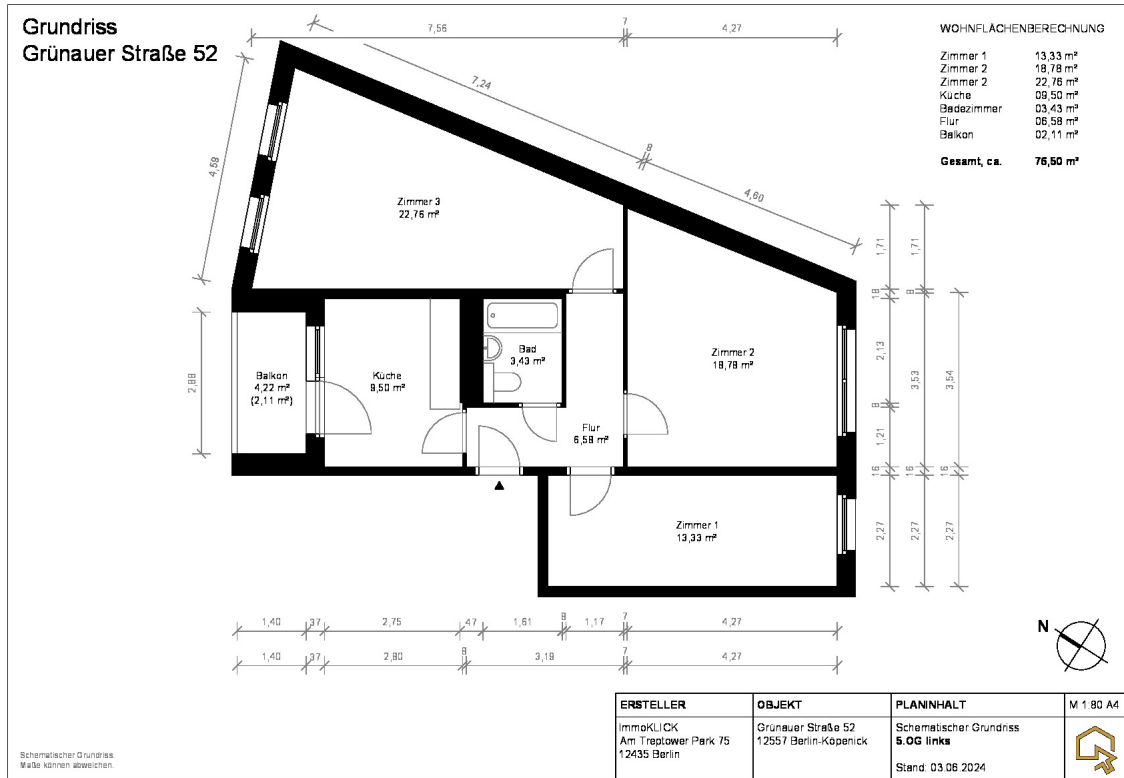 Grundriss
Grünauer Straße 52
WOHNFLÄCHENBERECHNUNG
Zimmer 1 13,33 m²
Zimmer 2 18,78 m²
Zimmer 2 22,76 m²
Küche 09,50 m²
Badezimmer 03,43 m²
Flur 06,58 m²
Balkon 02,11 m²
Gesamt, ca. 76,50 m²
7,56 7 4,27
7,24 8 4,60
4,59
2,88
Zimmer 3
22,76 m²
Zimmer 2
18,78 m²
Bad
3,43 m²
Küche
9,50 m²
Balkon
4,22 m²
(2,11 m²)
Flur
6,58 m²
Zimmer 1
13,33 m²
1,71 18 2,13 8 1,21 16 2,27
1,71 8 3,53 16 2,27
3,54 16 2,27
1,40 37 2,75 47 1,61 8 1,17 7 4,27
1,40 37 2,80 8 3,19 7 4,27
N
ERSTELLER
ImmoKLICK
Am Treptower Park 75
12435 Berlin
OBJEKT
Grünauer Straße 52
12557 Berlin-Köpenick
PLANINHALT
Schematischer Grundriss
5.OG links
Stand: 03.06.2024
M 1:80 A4
Schematischer Grundriss.
Maße können abweichen.